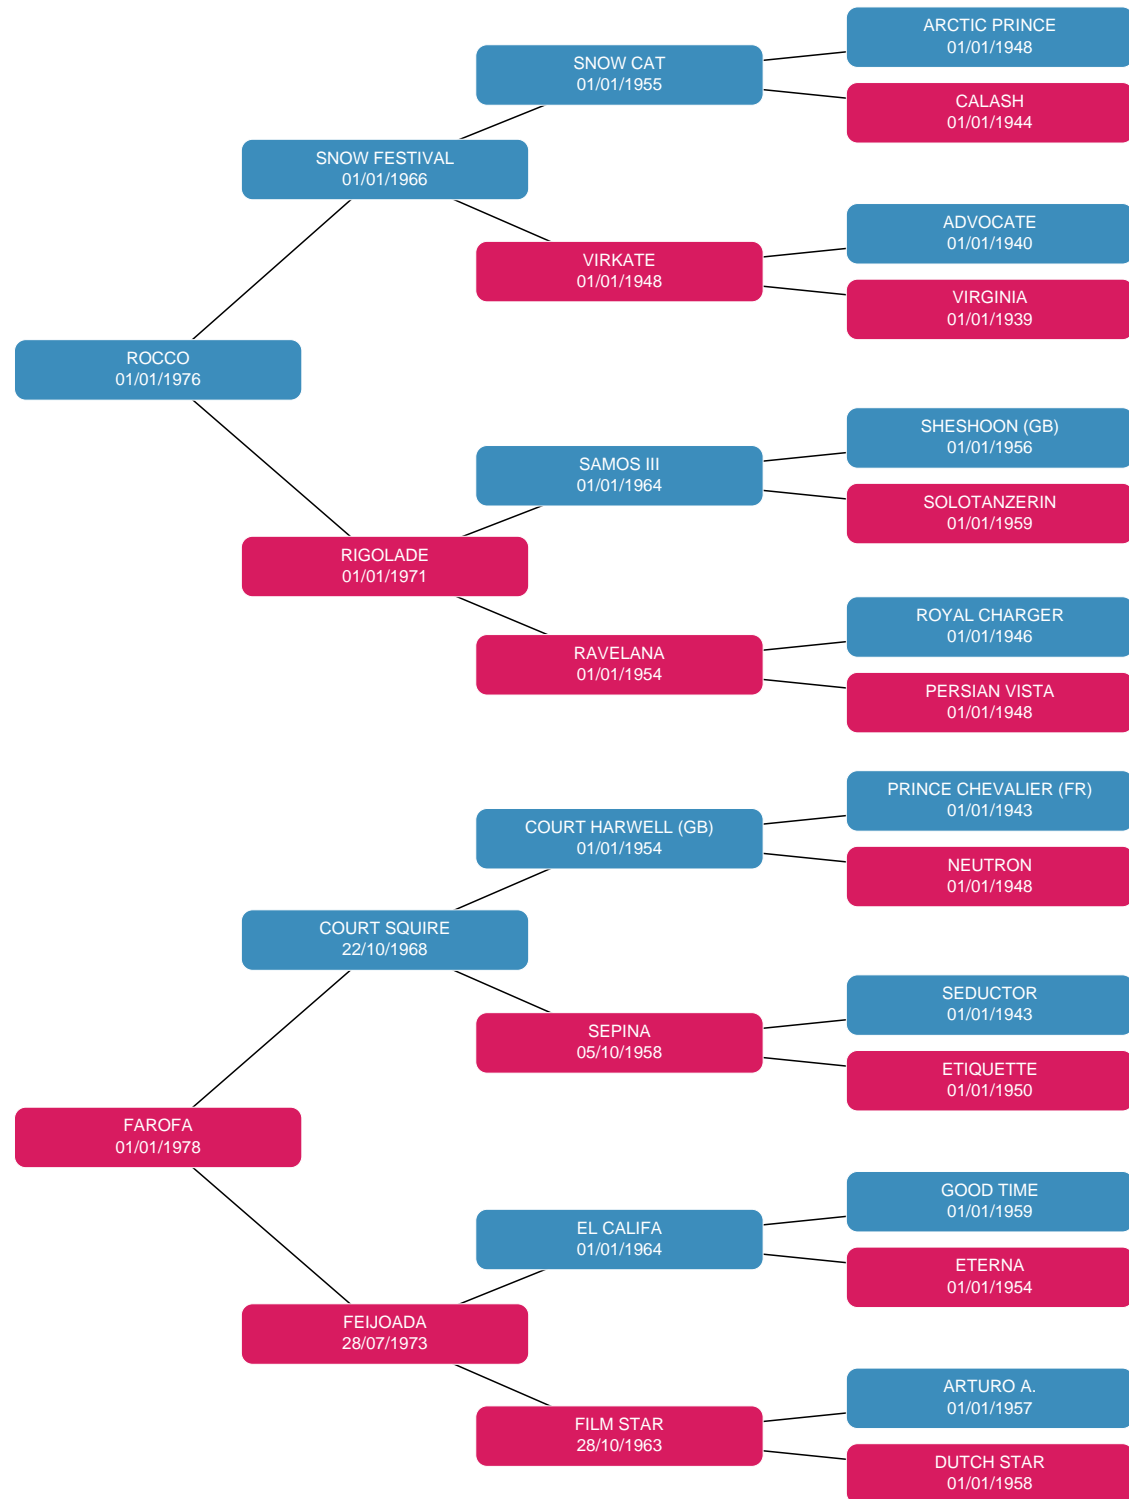 ARCTIC PRINCE
01/01/1948
SNOW CAT
01/01/1955
CALASH
01/01/1944
SNOW FESTIVAL
01/01/1966
ADVOCATE
01/01/1940
VIRKATE
01/01/1948
VIRGINIA
01/01/1939
ROCCO
01/01/1976
SHESHOON (GB)
01/01/1956
SAMOS III
01/01/1964
SOLOTANZERIN
01/01/1959
RIGOLADE
01/01/1971
ROYAL CHARGER
01/01/1946
RAVELANA
01/01/1954
PERSIAN VISTA
01/01/1948
PRINCE CHEVALIER (FR)
01/01/1943
COURT HARWELL (GB)
01/01/1954
NEUTRON
01/01/1948
COURT SQUIRE
22/10/1968
SEDUCTOR
01/01/1943
SEPINA
05/10/1958
ETIQUETTE
01/01/1950
FAROFA
01/01/1978
GOOD TIME
01/01/1959
EL CALIFA
01/01/1964
ETERNA
01/01/1954
FEIJOADA
28/07/1973
ARTURO A.
01/01/1957
FILM STAR
28/10/1963
DUTCH STAR
01/01/1958